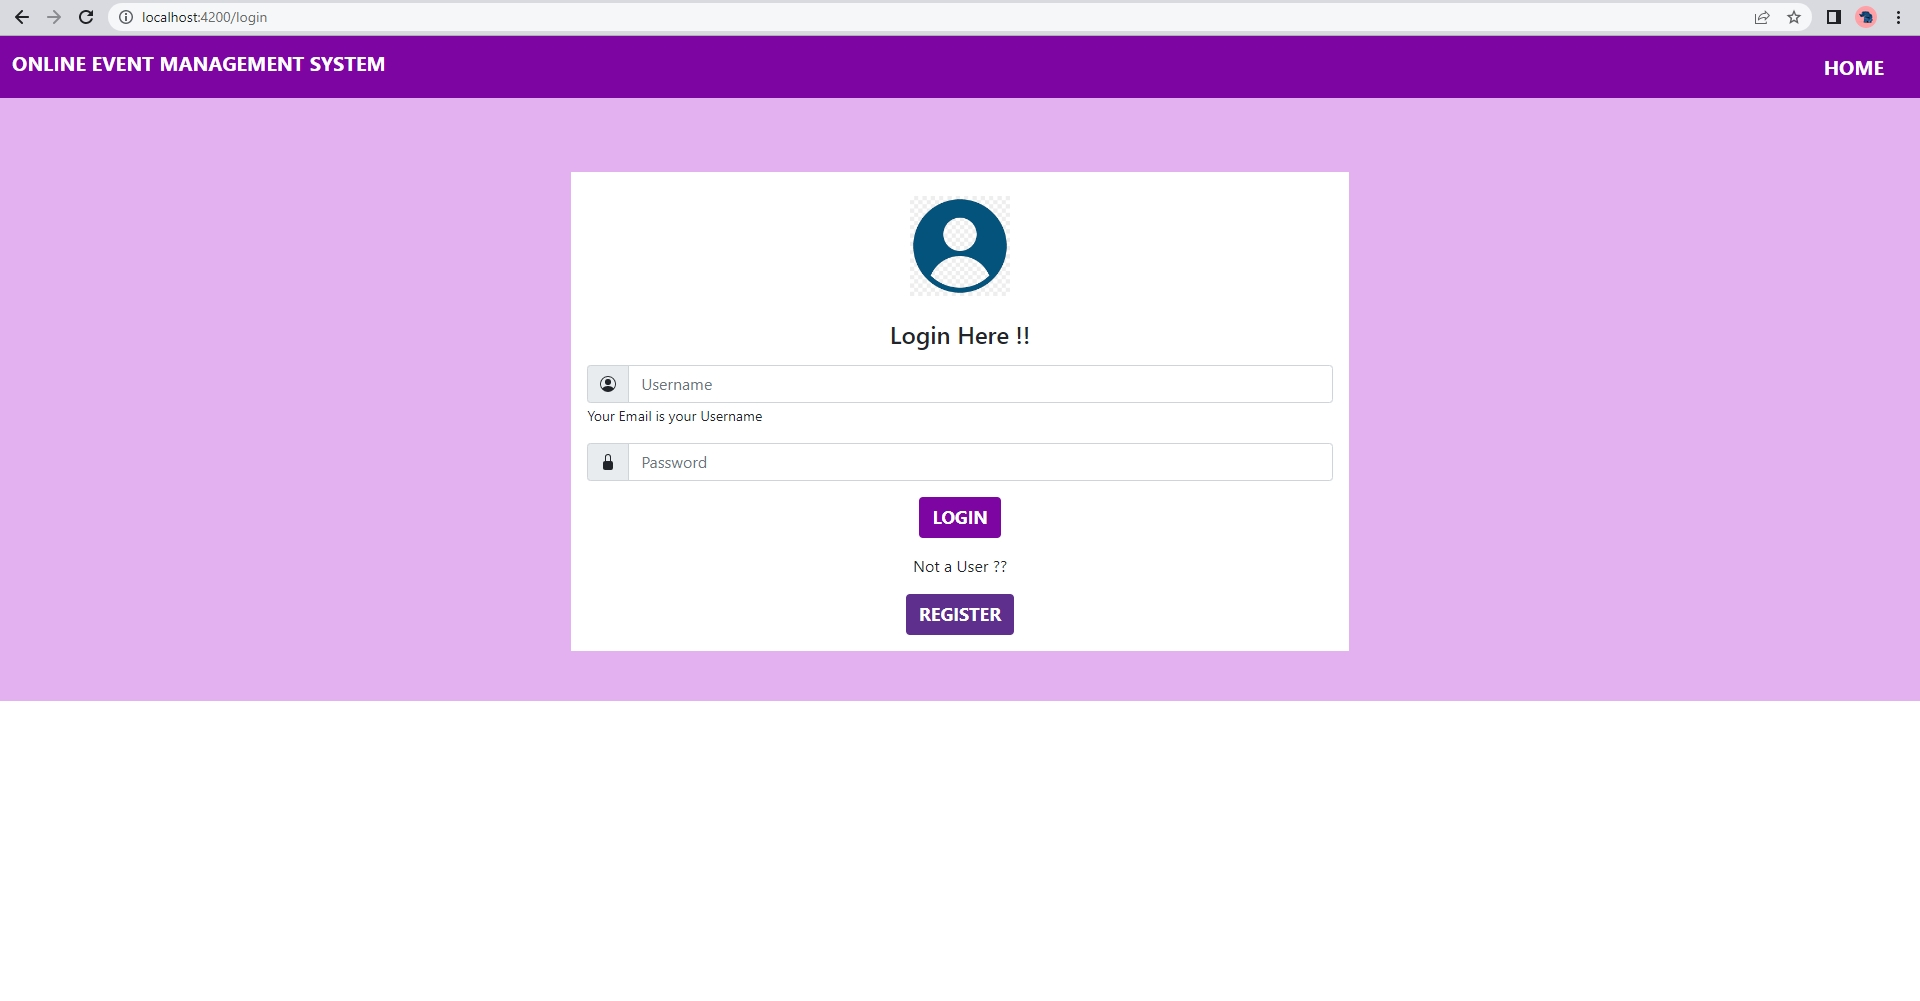 localhost:4200/login
ONLINE EVENT MANAGEMENT SYSTEM
HOME
Login Here !!
Username
Your Email is your Username
Password
LOGIN
Not a User ??
REGISTER